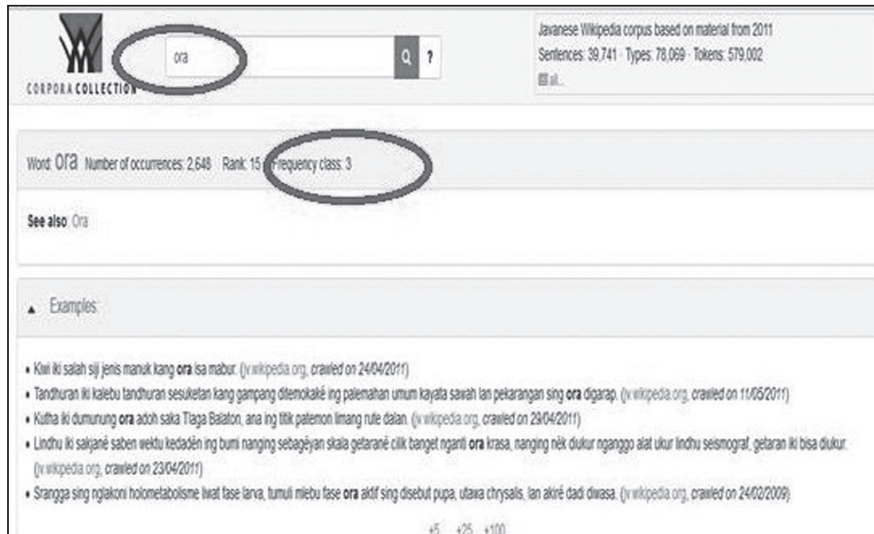 ora
?
CORPORA COLLECTION
Javanese Wikipedia corpus based on material from 2011
Sentences: 39,741 · Types: 78,069 · Tokens: 579,002
all...
Word: ora Number of occurrences: 2,648 Rank: 15 Frequency class: 3
See also: Ora
Examples:
• Kiwi iki salah siji jenis manuk kang ora isa mabur. (jv.wikipedia.org, crawled on 24/04/2011)
• Tandhuran iki kalebu tandhuran sesuketan kang gampang ditemokaké ing palemahan umum kayata sawah lan pekarangan sing ora digarap. (jv.wikipedia.org, crawled on 11/05/2011)
• Kutha iki dumunung ora adoh saka Tlaga Balaton, ana ing titik patemon limang rute dalan. (jv.wikipedia.org, crawled on 29/04/2011)
• Lindhu iki sakjané saben wektu kedadèn ing bumi nanging sebagéyan skala getarané cilik banget nganti ora krasa, nanging nèk diukur nganggo alat ukur lindhu seismograf, getaran iki bisa diukur.
(jv.wikipedia.org, crawled on 23/04/2011)
• Srangga sing nglakoni holometabolisme liwat fase larva, tumuli mlebu fase ora aktif sing disebut pupa, utawa chrysalis, lan akiré dadi diwasa. (jv.wikipedia.org, crawled on 24/02/2009)
+5 +25 +100